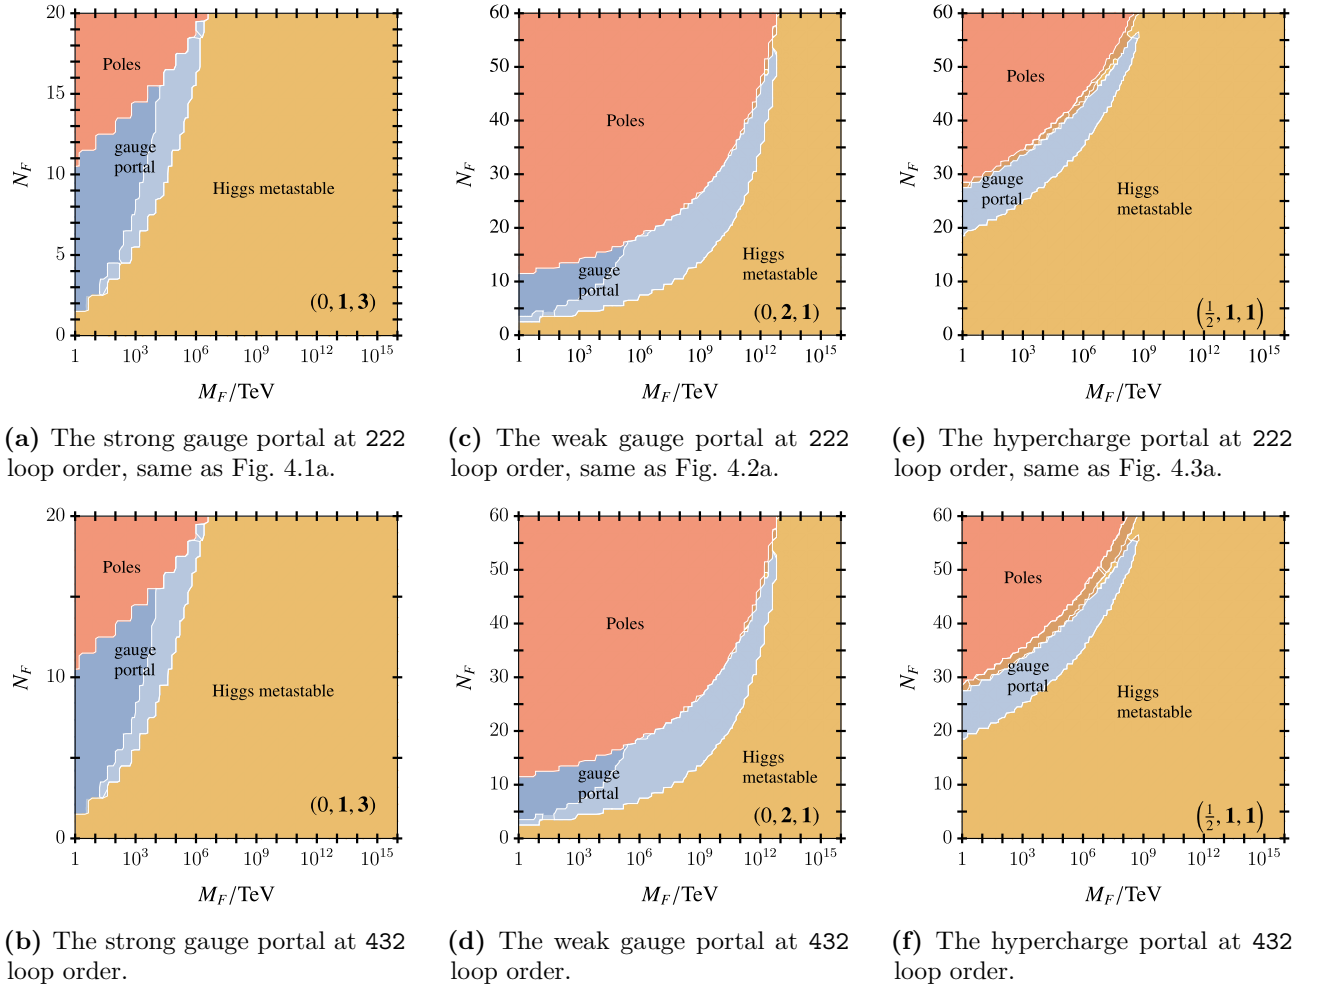 20
15
10
5
0
N_F
Poles
gauge
portal
Higgs metastable
(0, 1, 3)
1 10^3 10^6 10^9 10^12 10^15
M_F/TeV
(a) The strong gauge portal at 222
loop order, same as Fig. 4.1a.
60
50
40
30
20
10
0
N_F
Poles
gauge
portal
Higgs
metastable
(0, 2, 1)
1 10^3 10^6 10^9 10^12 10^15
M_F/TeV
(c) The weak gauge portal at 222
loop order, same as Fig. 4.2a.
60
50
40
30
20
10
0
N_F
Poles
gauge
portal
Higgs
metastable
(1/2, 1, 1)
1 10^3 10^6 10^9 10^12 10^15
M_F/TeV
(e) The hypercharge portal at 222
loop order, same as Fig. 4.3a.
20
10
0
N_F
Poles
gauge
portal
Higgs metastable
(0, 1, 3)
1 10^3 10^6 10^9 10^12 10^15
M_F/TeV
(b) The strong gauge portal at 432
loop order.
60
50
40
30
20
10
0
N_F
Poles
gauge
portal
Higgs
metastable
(0, 2, 1)
1 10^3 10^6 10^9 10^12 10^15
M_F/TeV
(d) The weak gauge portal at 432
loop order.
60
50
40
30
20
10
0
N_F
Poles
gauge
portal
Higgs
metastable
(1/2, 1, 1)
1 10^3 10^6 10^9 10^12 10^15
M_F/TeV
(f) The hypercharge portal at 432
loop order.